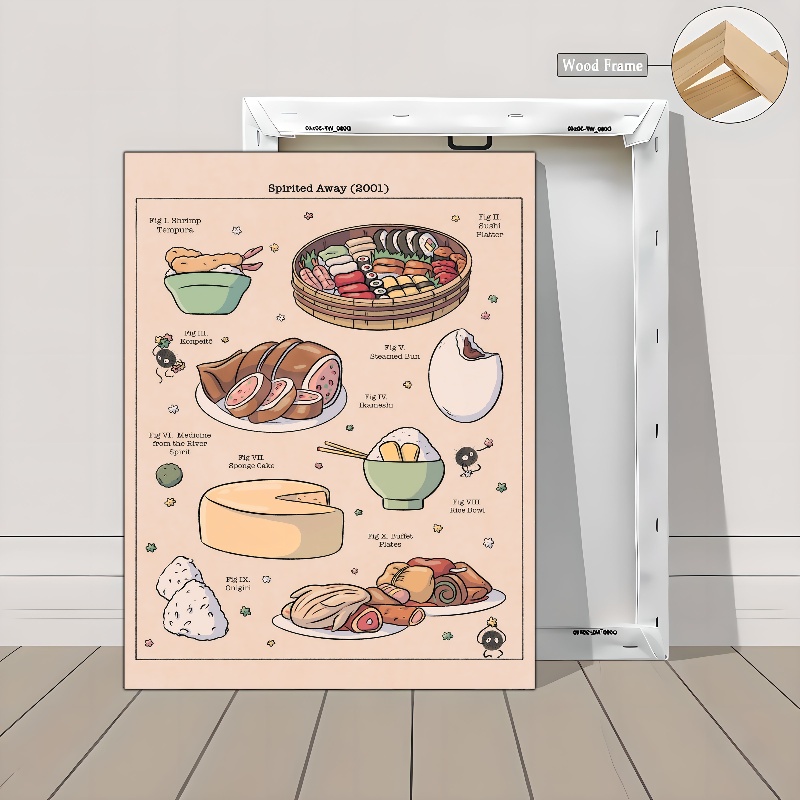 Wood Frame
Spirited Away (2001)
Fig I. Shrimp
Tempura
Fig II.
Sushi
Platter
Fig III.
Konpeitō
Fig V.
Steamed Bun
Fig IV.
Ikameshi
Fig VI. Medicine
from the River
Spirit
Fig VII.
Sponge Cake
Fig VIII.
Rice Bowl
Fig X. Buffet
Plates
Fig IX.
Onigiri